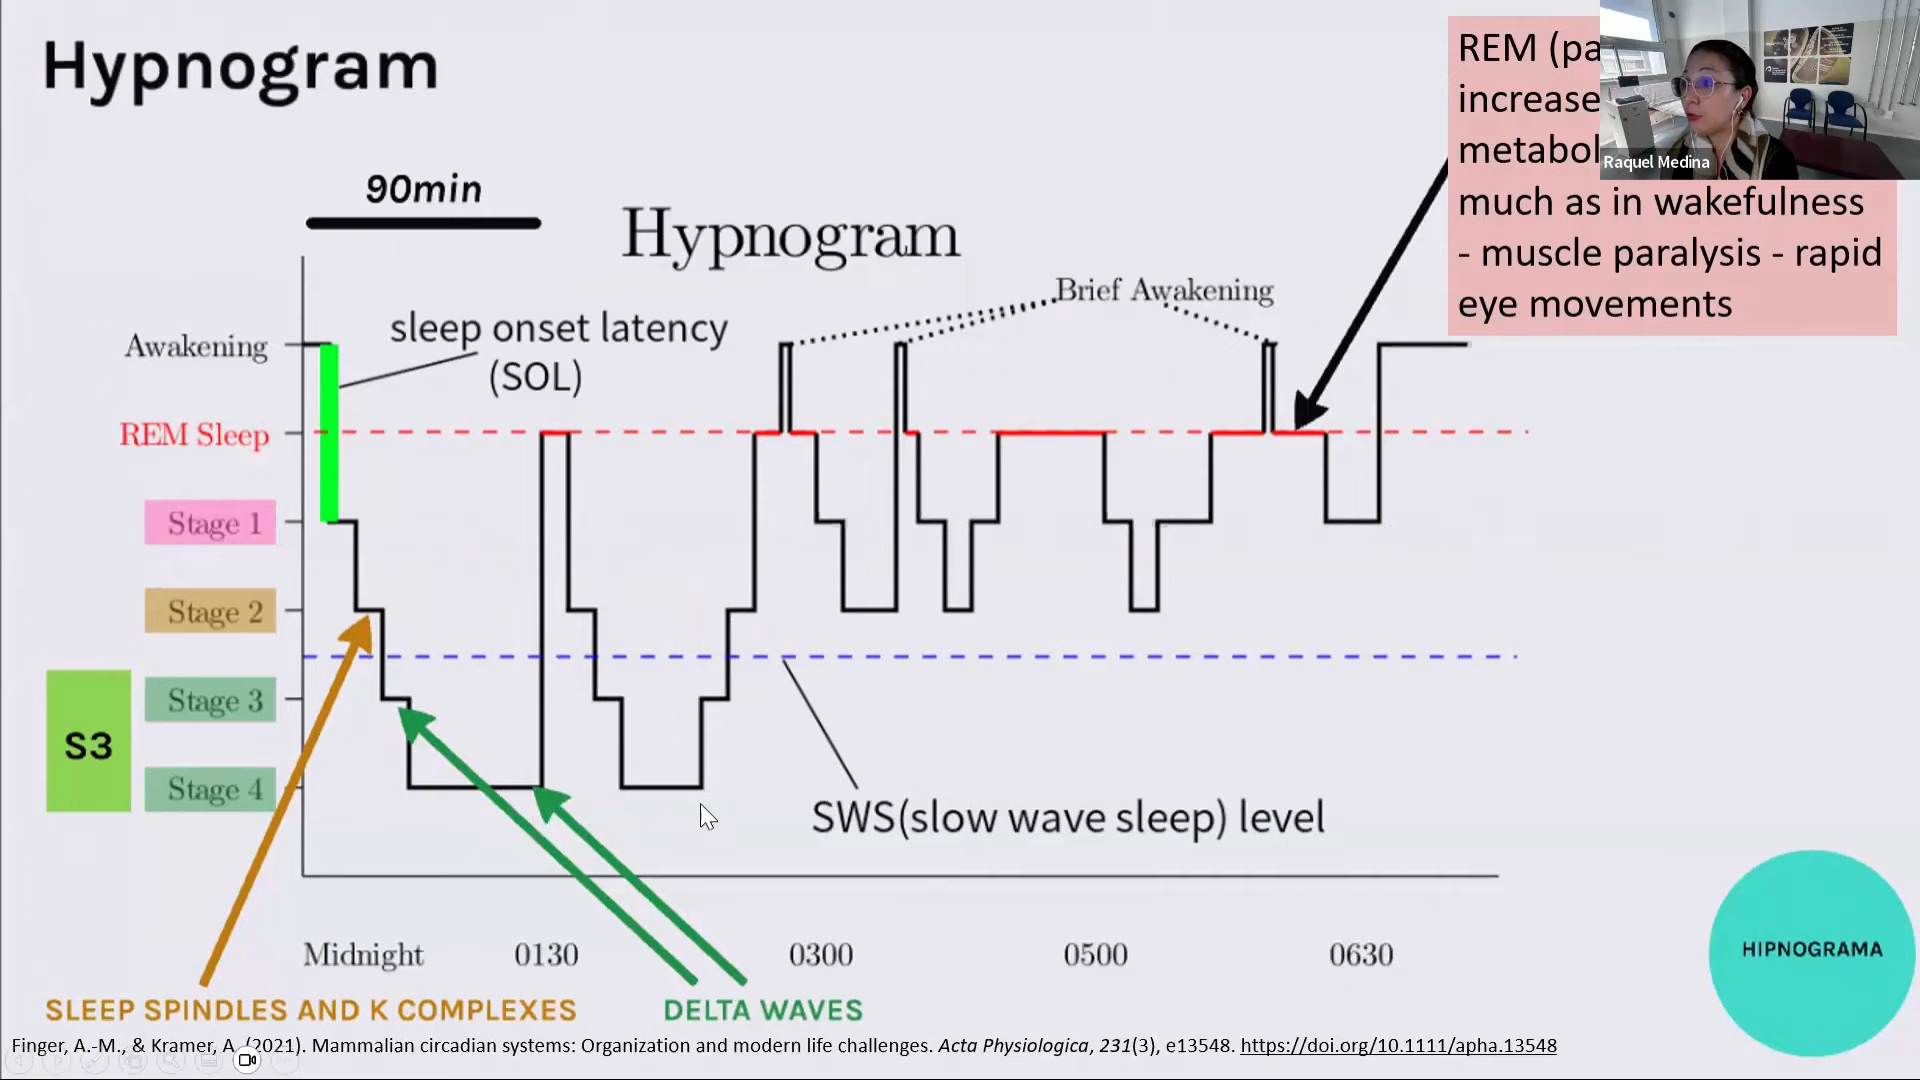 Hypnogram
REM (pa
increase
metabol
much as in wakefulness
- muscle paralysis - rapid
eye movements
Raquel Medina
90min
Hypnogram
Brief Awakening
sleep onset latency
(SOL)
Awakening
REM Sleep
Stage 1
Stage 2
Stage 3
S3
Stage 4
SWS(slow wave sleep) level
HIPNOGRAMA
Midnight 0130 0300 0500 0630
SLEEP SPINDLES AND K COMPLEXES
DELTA WAVES
Finger, A.-M., & Kramer, A. (2021). Mammalian circadian systems: Organization and modern life challenges. Acta Physiologica, 231(3), e13548. https://doi.org/10.1111/apha.13548